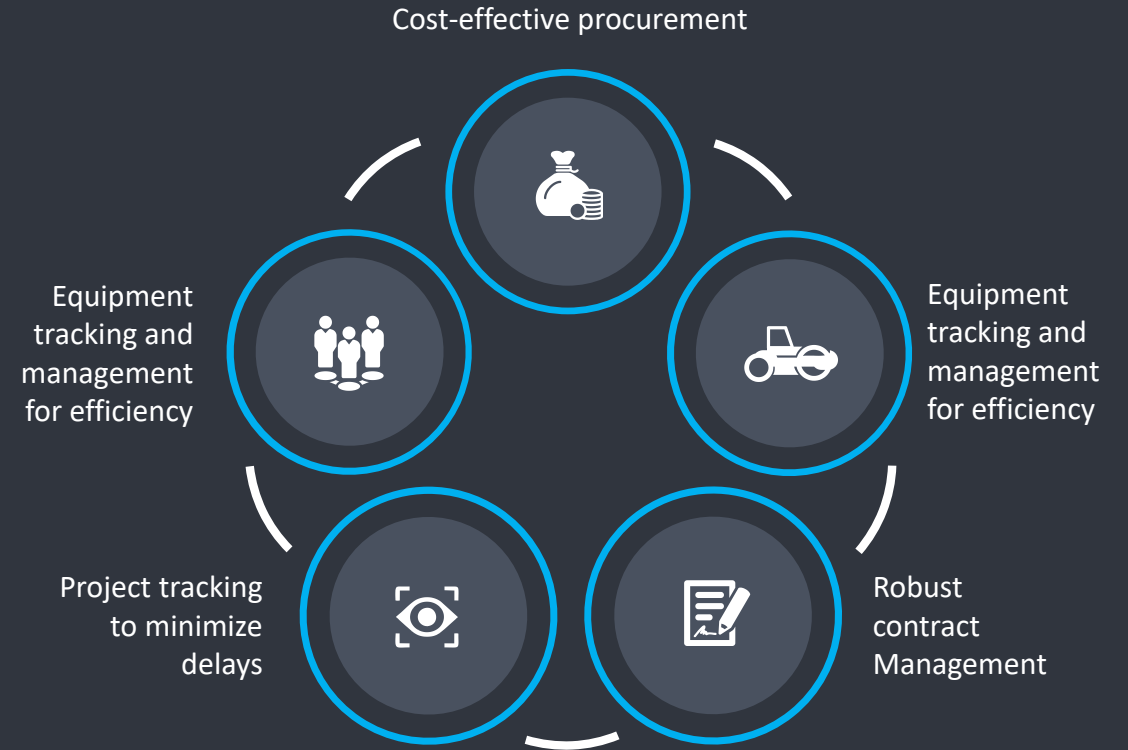 Cost-effective procurement
Equipment
tracking and
management
for efficiency
Equipment
tracking and
management
for efficiency
Project tracking
to minimize
delays
Robust
contract
Management